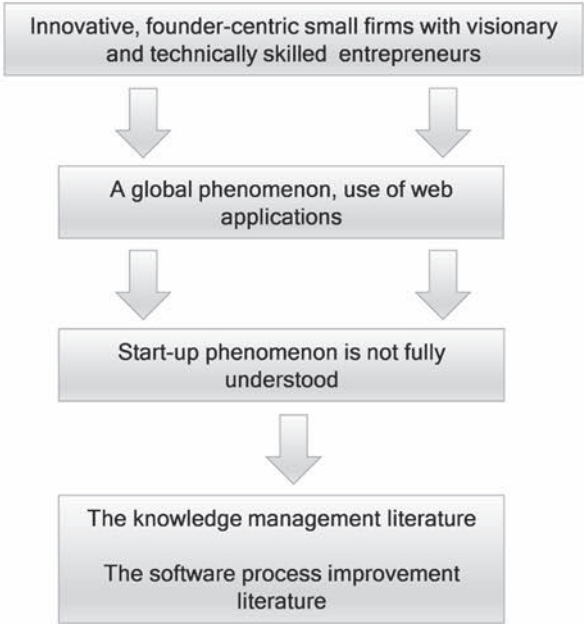 Innovative, founder-centric small firms with visionary
and technically skilled entrepreneurs
A global phenomenon, use of web
applications
Start-up phenomenon is not fully
understood
The knowledge management literature
The software process improvement
literature